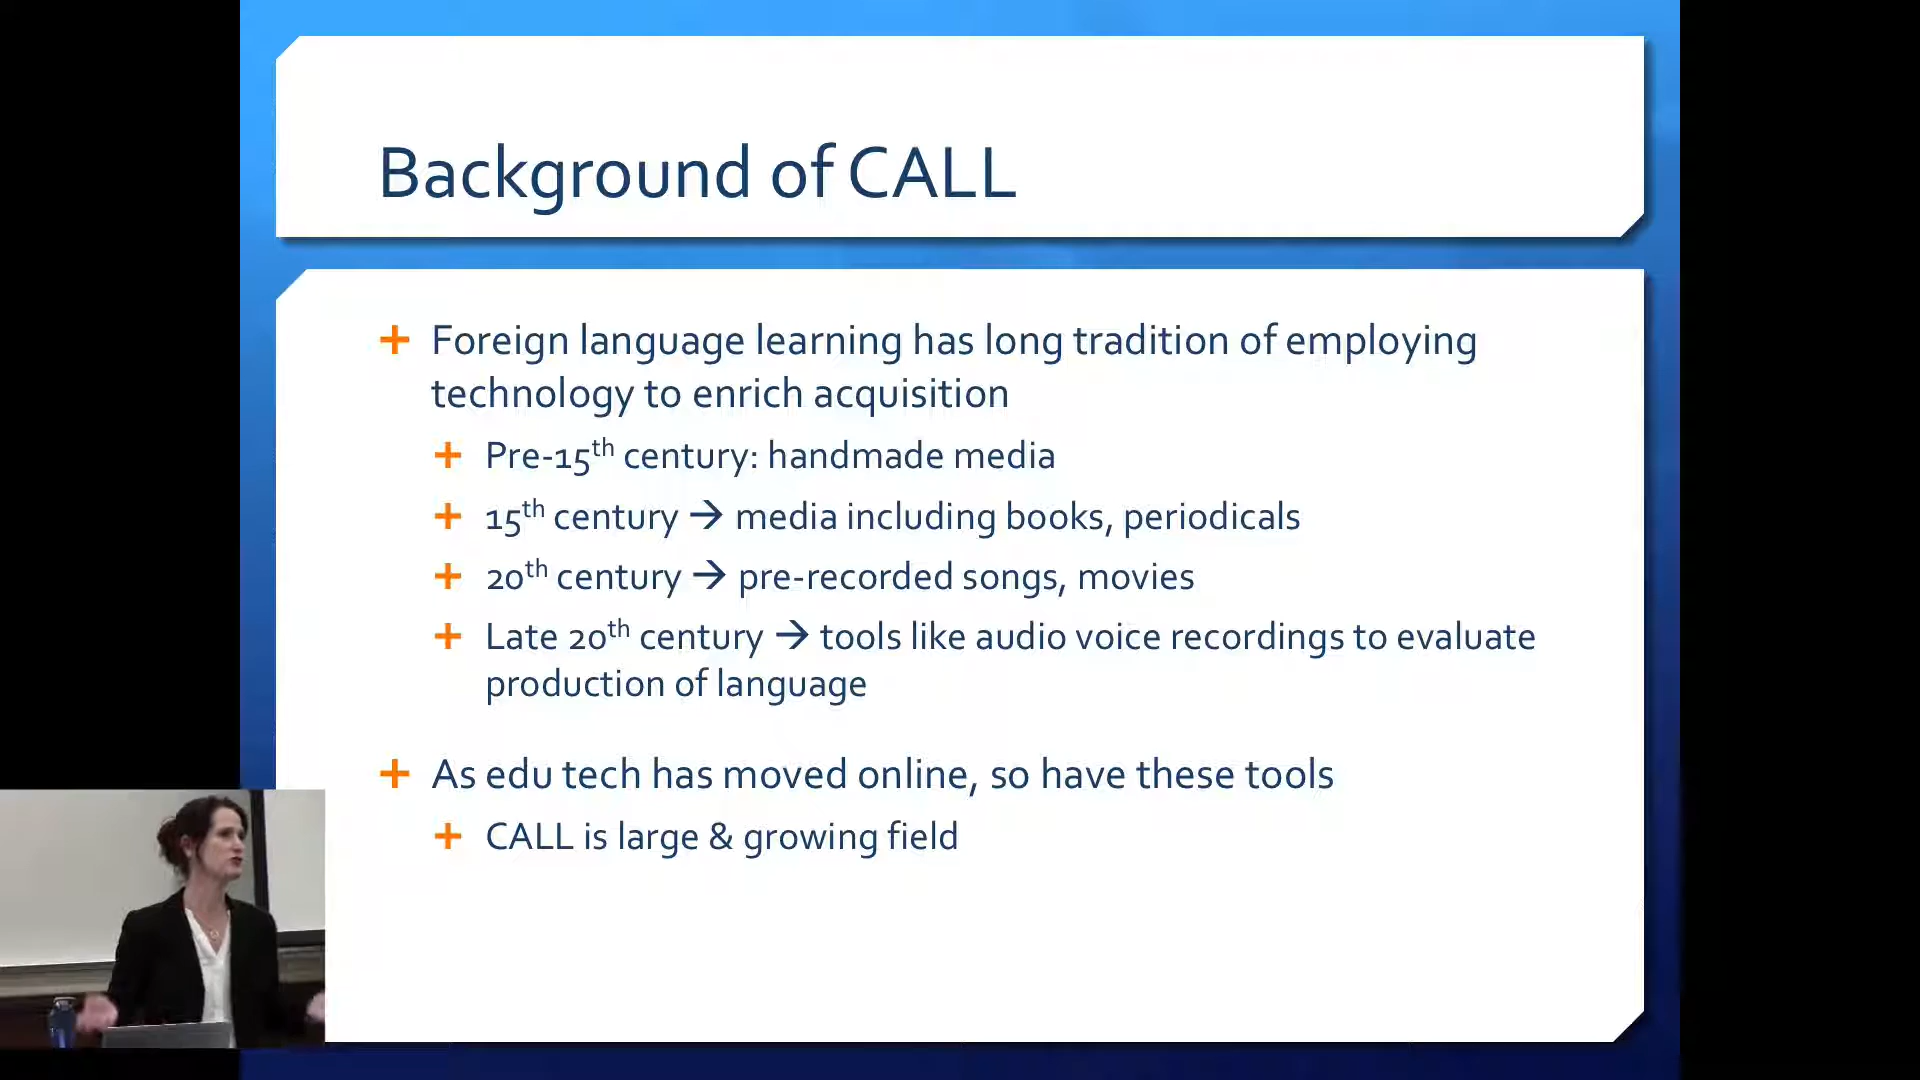 Background of CALL
Foreign language learning has long tradition of employing
technology to enrich acquisition
Pre-15th century: handmade media
15th century → media including books, periodicals
20th century → pre-recorded songs, movies
Late 20th century → tools like audio voice recordings to evaluate
production of language
As edu tech has moved online, so have these tools
CALL is large & growing field